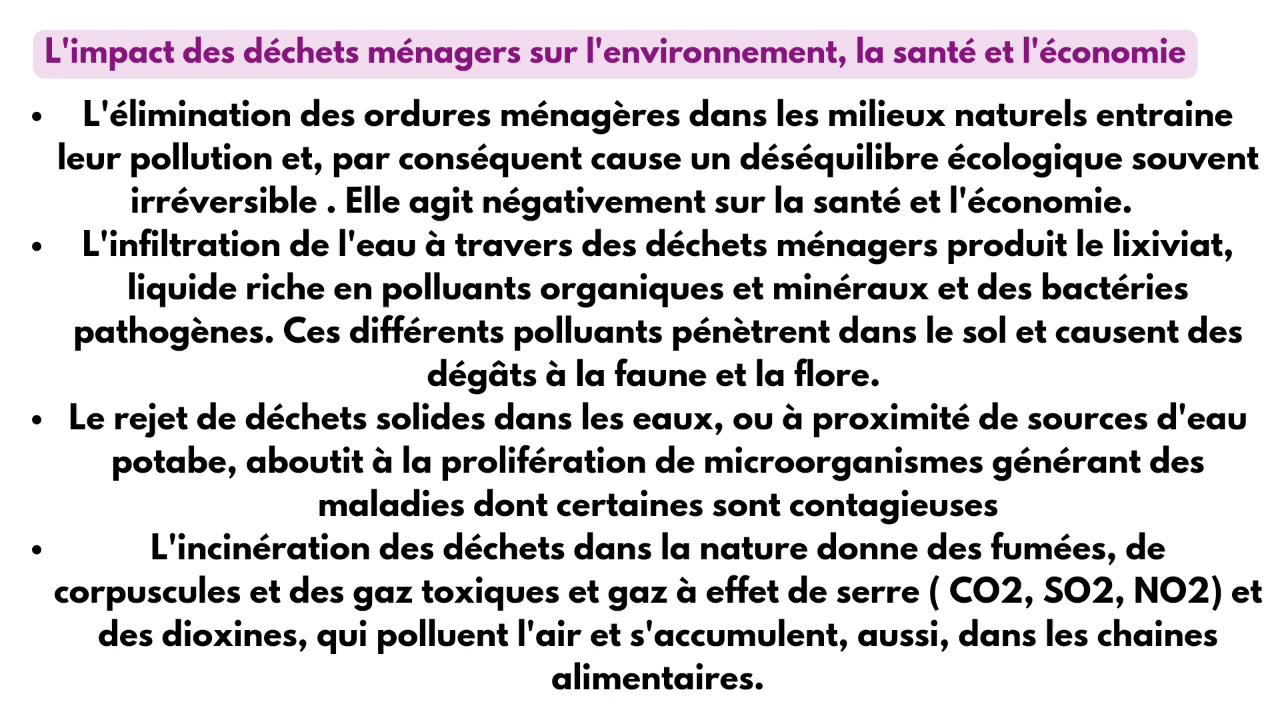 L'impact des déchets ménagers sur l'environnement, la santé et l'économie
• L'élimination des ordures ménagères dans les milieux naturels entraine
leur pollution et, par conséquent cause un déséquilibre écologique souvent
irréversible . Elle agit négativement sur la santé et l'économie.
• L'infiltration de l'eau à travers des déchets ménagers produit le lixiviat,
liquide riche en polluants organiques et minéraux et des bactéries
pathogènes. Ces différents polluants pénètrent dans le sol et causent des
dégâts à la faune et la flore.
• Le rejet de déchets solides dans les eaux, ou à proximité de sources d'eau
potabe, aboutit à la prolifération de microorganismes générant des
maladies dont certaines sont contagieuses
• L'incinération des déchets dans la nature donne des fumées, de
corpuscules et des gaz toxiques et gaz à effet de serre ( CO2, SO2, NO2) et
des dioxines, qui polluent l'air et s'accumulent, aussi, dans les chaines
alimentaires.